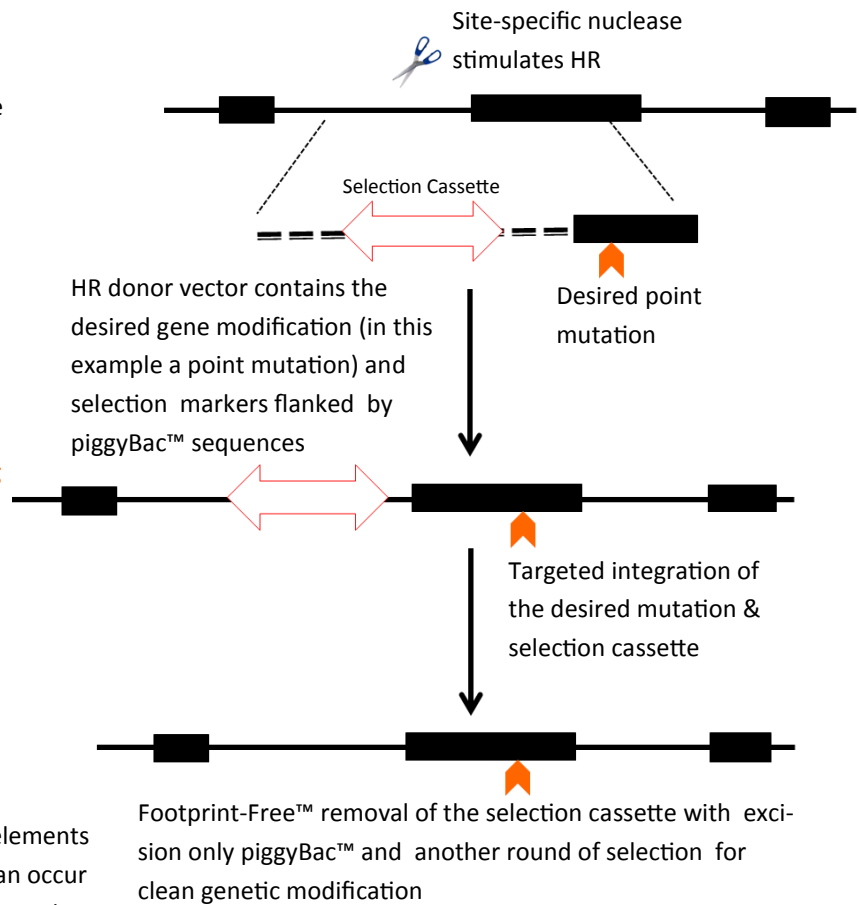 Site-specific nuclease
stimulates HR
e
Selection Cassette
HR donor vector contains the
desired gene modification (in this
example a point mutation) and
selection markers flanked by
piggyBac™ sequences
Desired point
mutation
Targeted integration of
the desired mutation &
selection cassette
Footprint-Free™ removal of the selection cassette with exci-
sion only piggyBac™ and another round of selection for
clean genetic modification
elements
an occur